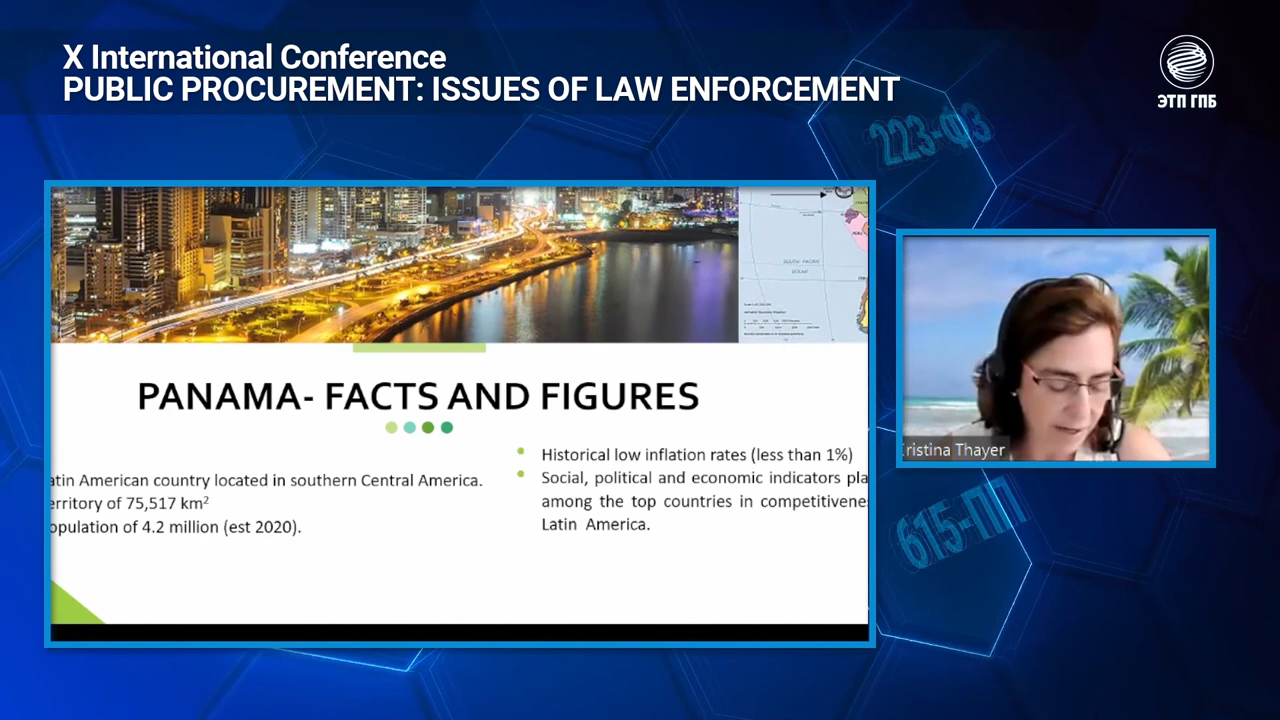 X International Conference
PUBLIC PROCUREMENT: ISSUES OF LAW ENFORCEMENT
ЭТП ГПБ
223-ФЗ
SOUTH PACIFIC
OCEAN
PANAMA- FACTS AND FIGURES
atin American country located in southern Central America.
erritory of 75,517 km²
opulation of 4.2 million (est 2020).
Historical low inflation rates (less than 1%)
Social, political and economic indicators pla
among the top countries in competitivene
Latin America.
ristina Thayer
615-ПП